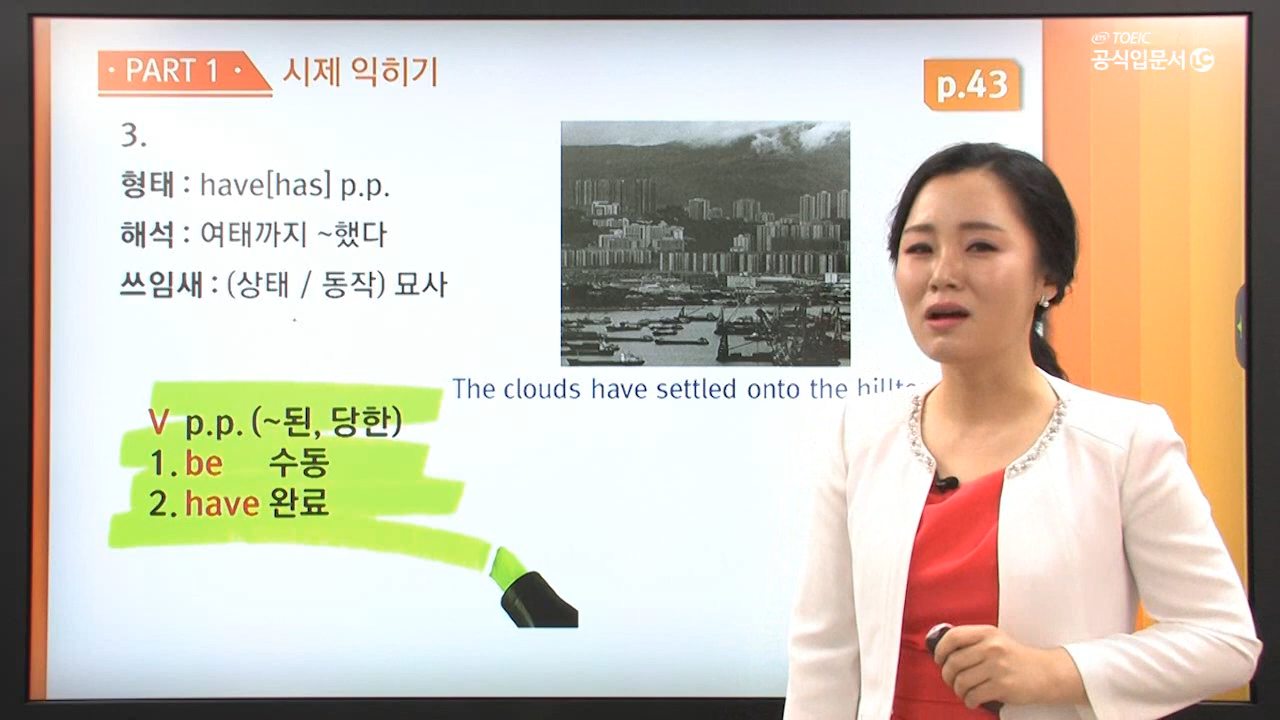 · PART 1 · 시제 익히기
ETS TOEIC
공식입문서 LC
p.43
3.
형태 : have[has] p.p.
해석 : 여태까지 ~했다
쓰임새 : (상태 / 동작) 묘사
The clouds have settled onto the
V p.p. (~된, 당한)
1. be 수동
2. have 완료